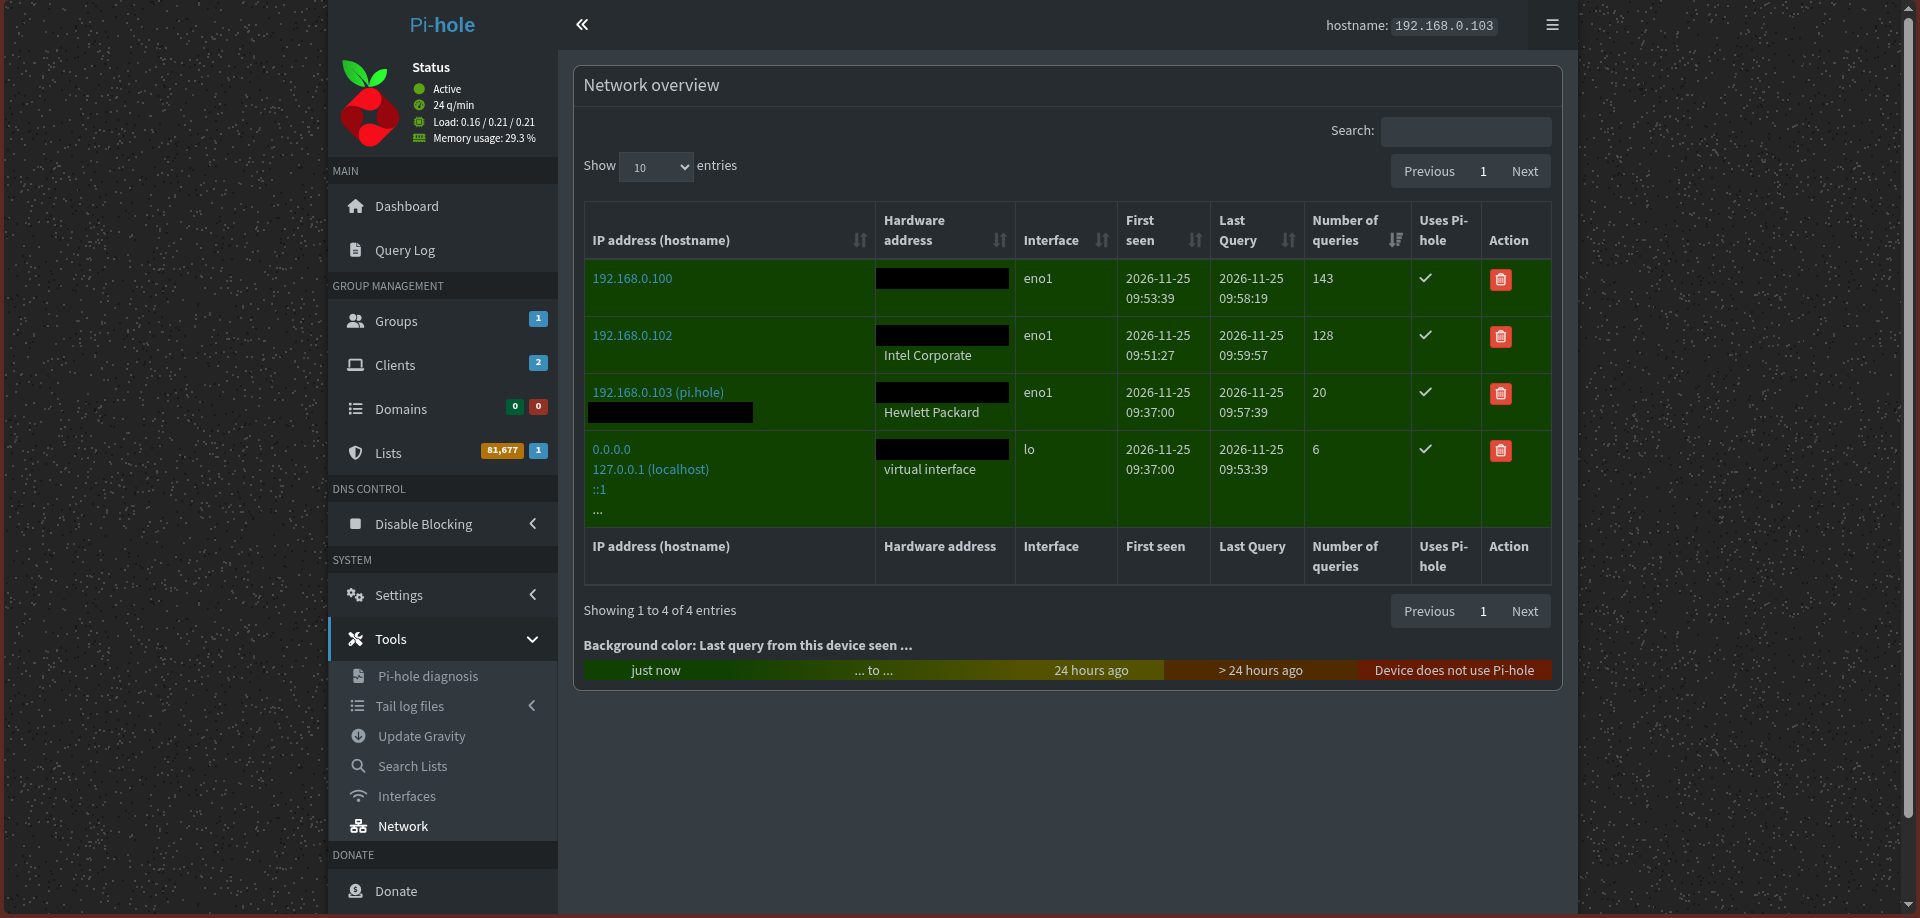 Pi-hole
hostname: 192.168.0.103
Status
Active
24 q/min
Load: 0.16 / 0.21 / 0.21
Memory usage: 29.3 %
MAIN
Dashboard
Query Log
GROUP MANAGEMENT
Groups 1
Clients 2
Domains 0 0
Lists 81,677 1
DNS CONTROL
Disable Blocking
SYSTEM
Settings
Tools
Pi-hole diagnosis
Tail log files
Update Gravity
Search Lists
Interfaces
Network
DONATE
Donate
Network overview
Search:
Show 10 entries
Previous 1 Next
IP address (hostname) Hardware address Interface First seen Last Query Number of queries Uses Pi-hole Action
192.168.0.100 eno1 2026-11-25 2026-11-25 143
09:53:39 09:58:19
192.168.0.102 eno1 2026-11-25 2026-11-25 128
Intel Corporate 09:51:27 09:59:57
192.168.0.103 (pi.hole) eno1 2026-11-25 2026-11-25 20
Hewlett Packard 09:37:00 09:57:39
0.0.0.0 lo 2026-11-25 2026-11-25 6
127.0.0.1 (localhost) virtual interface 09:37:00 09:53:39
::1
...
IP address (hostname) Hardware address Interface First seen Last Query Number of queries Uses Pi-hole Action
Showing 1 to 4 of 4 entries
Previous 1 Next
Background color: Last query from this device seen ...
just now ... to ... 24 hours ago > 24 hours ago Device does not use Pi-hole